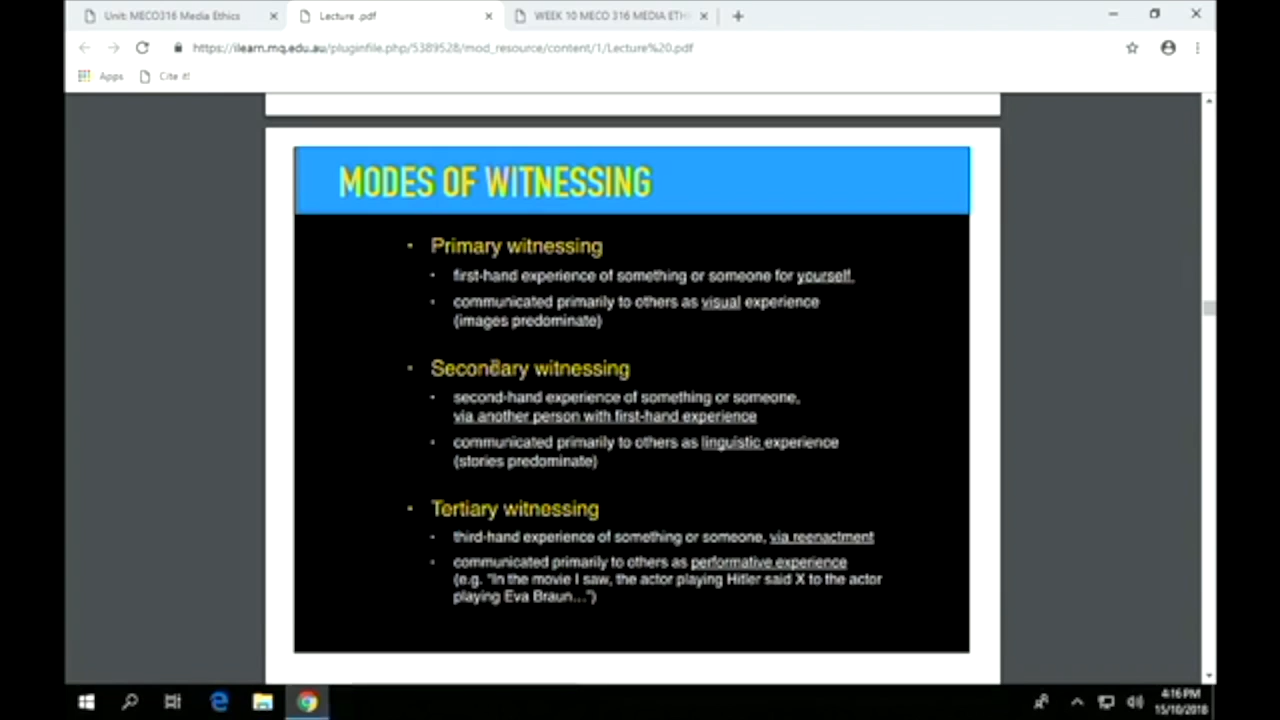 Unit: MECO316 Media Ethics
Lecture .pdf
WEEK 10 MECO 316 MEDIA ETH
https://ilearn.mq.edu.au/pluginfile.php/5389528/mod_resource/content/1/Lecture%20.pdf
Apps
Cite it!
MODES OF WITNESSING
• Primary witnessing
• first-hand experience of something or someone for yourself.
• communicated primarily to others as visual experience
(images predominate)
• Secondary witnessing
• second-hand experience of something or someone,
via another person with first-hand experience
• communicated primarily to others as linguistic experience
(stories predominate)
• Tertiary witnessing
• third-hand experience of something or someone, via reenactment
• communicated primarily to others as performative experience
(e.g. "In the movie I saw, the actor playing Hitler said X to the actor
playing Eva Braun...")
4:16 PM
15/10/2018